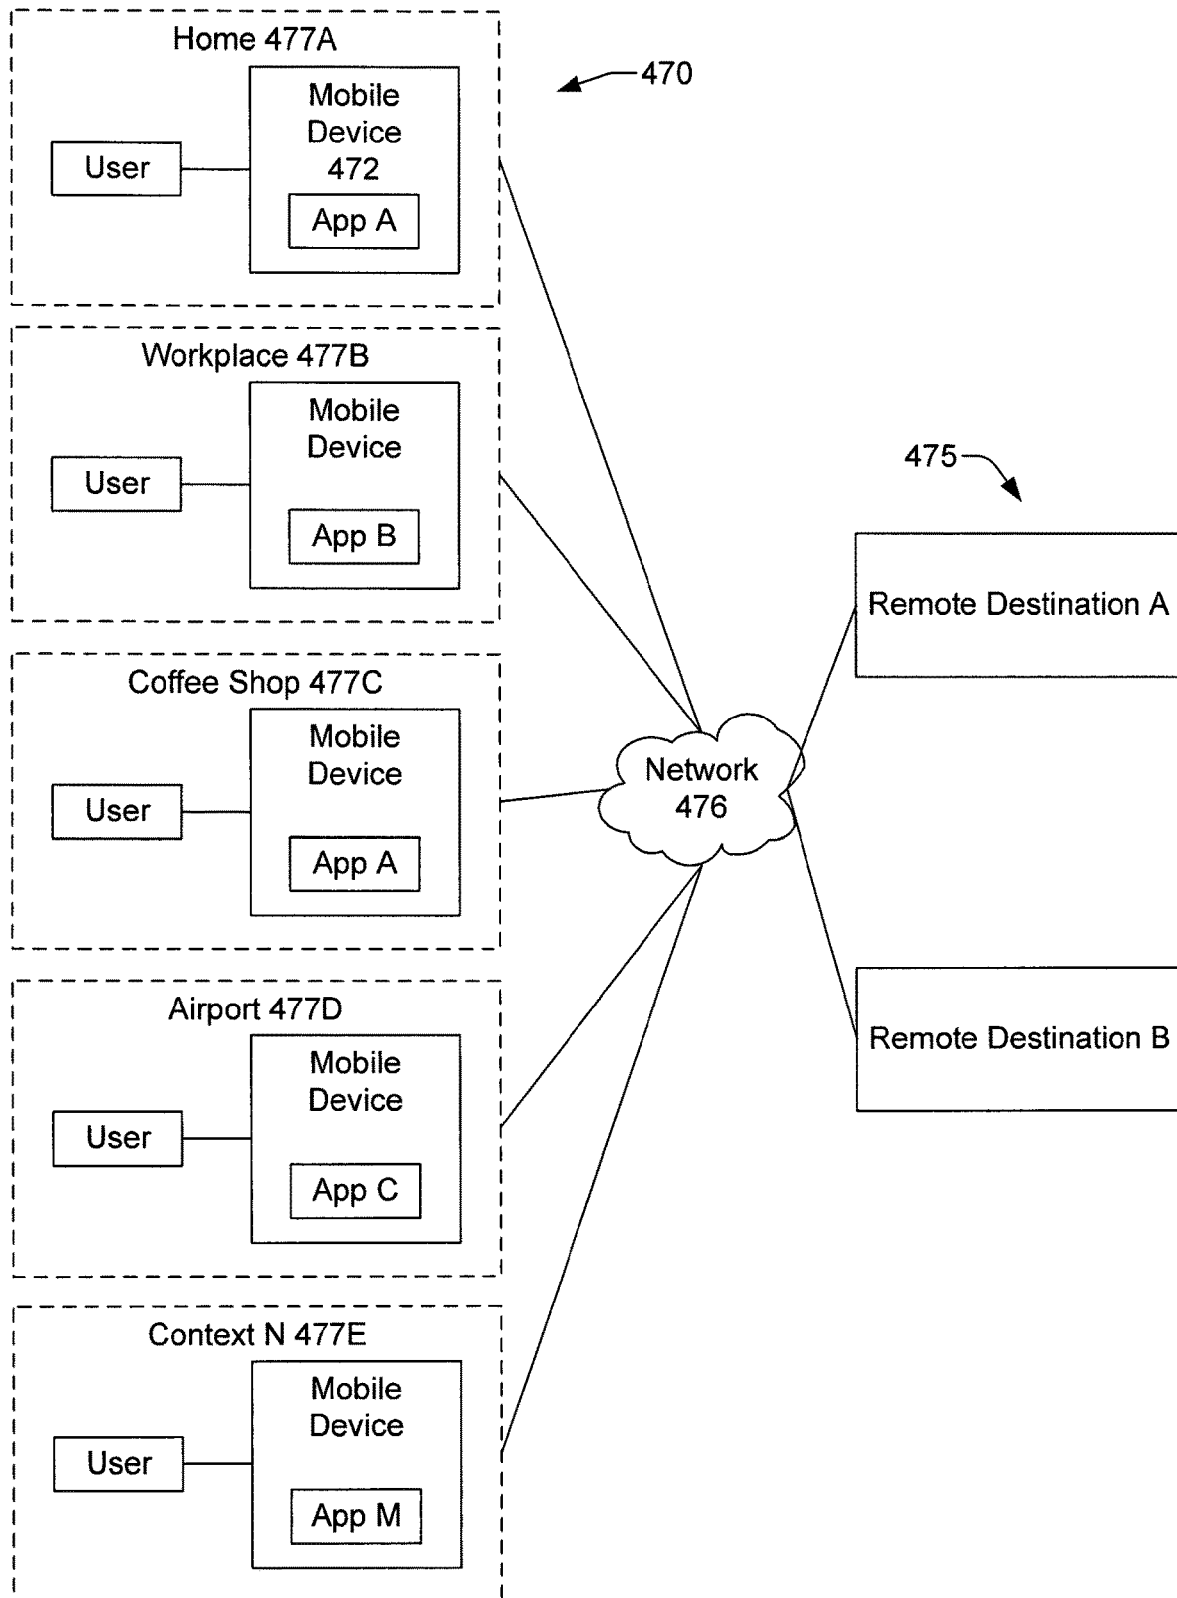 Home 477A
470
Mobile
Device
472
User
App A
Workplace 477B
Mobile
Device
User
App B
475
Remote Destination A
Coffee Shop 477C
Mobile
Device
User
App A
Network
476
Airport 477D
Mobile
Device
User
App C
Remote Destination B
Context N 477E
Mobile
Device
User
App M